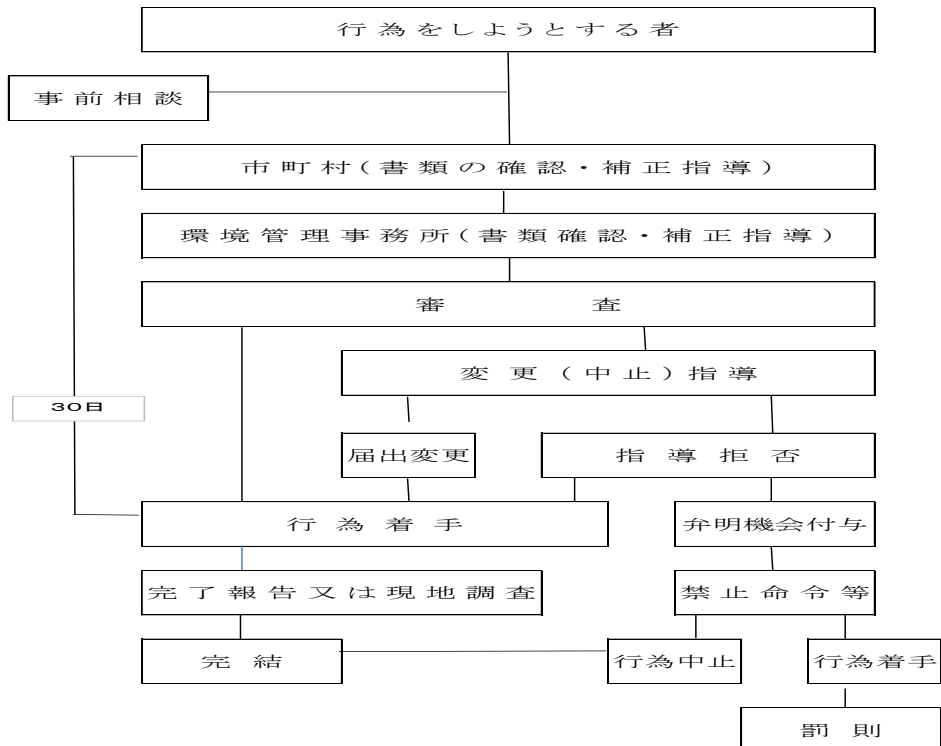 行為をしようとする者
事前相談
市町村(書類の確認・補正指導)
環境管理事務所(書類確認・補正指導)
審査
変更(中止)指導
30日
届出変更
指導拒否
行為着手
弁明機会付与
完了報告又は現地調査
禁止命令等
完結
行為中止
行為着手
罰則